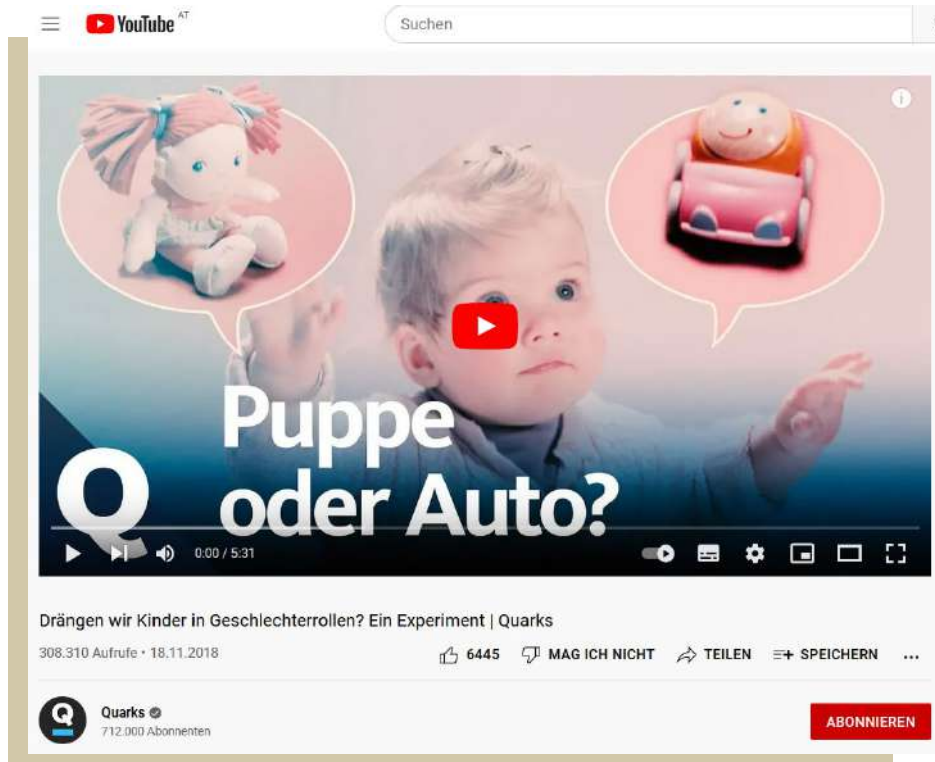 YouTube AT
Suchen
Puppe
oder Auto?
Q
0:00 / 5:31
Drängen wir Kinder in Geschlechterrollen? Ein Experiment | Quarks
308.310 Aufrufe • 18.11.2018
6445 MAG ICH NICHT TEILEN SPEICHERN ...
Q
Quarks
712.000 Abonnenten
ABONNIEREN